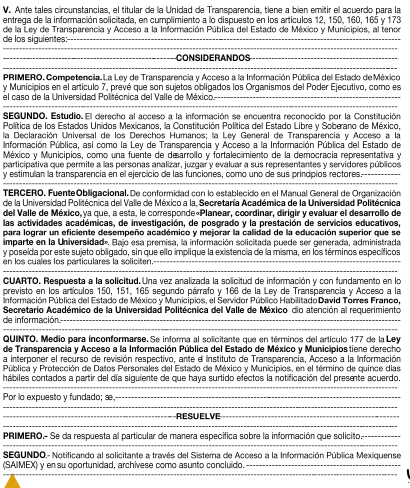 V. Ante tales circunstancias, el titular de la Unidad de Transparencia, tiene a bien emitir el acuerdo para la
entrega de la información solicitada, en cumplimiento a lo dispuesto en los artículos 12, 150, 160, 165 y 173
de la Ley de Transparencia y Acceso a la Información Pública del Estado de México y Municipios, al tenor
de los siguientes:
CONSIDERANDOS
PRIMERO. Competencia. La Ley de Transparencia y Acceso a la Información Pública del Estado de México
y Municipios en el artículo 7, prevé que son sujetos obligados los Organismos del Poder Ejecutivo, como es
el caso de la Universidad Politécnica del Valle de México.
SEGUNDO. Estudio. El derecho al acceso a la información se encuentra reconocido por la Constitución
Política de los Estados Unidos Mexicanos, la Constitución Política del Estado Libre y Soberano de México,
la Declaración Universal de los Derechos Humanos; la Ley General de Transparencia y Acceso a la
Información Pública, así como la Ley de Transparencia y Acceso a la Información Pública del Estado de
México y Municipios, como una fuente de desarrollo y fortalecimiento de la democracia representativa y
participativa que permite a las personas analizar, juzgar y evaluar a sus representantes y servidores públicos
y estimulan la transparencia en el ejercicio de las funciones, como uno de sus principios rectores.
TERCERO. Fuente Obligacional. De conformidad con lo establecido en el Manual General de Organización
de la Universidad Politécnica del Valle de México a la, Secretaría Académica de la Universidad Politécnica
del Valle de México, ya que, a esta, le corresponde «Planear, coordinar, dirigir y evaluar el desarrollo de
las actividades académicas, de investigación, de posgrado y la prestación de servicios educativos,
para lograr un eficiente desempeño académico y mejorar la calidad de la educación superior que se
imparte en la Universidad». Bajo esa premisa, la información solicitada puede ser generada, administrada
y poseída por este sujeto obligado, sin que ello implique la existencia de la misma, en los términos específicos
en los cuales los particulares la soliciten.
CUARTO. Respuesta a la solicitud. Una vez analizada la solicitud de información y con fundamento en lo
previsto en los artículos 150, 151, 165 segundo párrafo y 166 de la Ley de Transparencia y Acceso a la
Información Pública del Estado de México y Municipios, el Servidor Público Habilitado David Torres Franco,
Secretario Académico de la Universidad Politécnica del Valle de México dio atención al requerimiento
de información.
QUINTO. Medio para inconformarse. Se informa al solicitante que en términos del artículo 177 de la Ley
de Transparencia y Acceso a la Información Pública del Estado de México y Municipios tiene derecho
a interponer el recurso de revisión respectivo, ante el Instituto de Transparencia, Acceso a la Información
Pública y Protección de Datos Personales del Estado de México y Municipios, en el término de quince días
hábiles contados a partir del día siguiente de que haya surtido efectos la notificación del presente acuerdo.
Por lo expuesto y fundado; se,
RESUELVE
PRIMERO.- Se da respuesta al particular de manera específica sobre la información que solicito.
SEGUNDO.- Notificando al solicitante a través del Sistema de Acceso a la Información Pública Mexiquense
(SAIMEX) y en su oportunidad, archívese como asunto concluido.